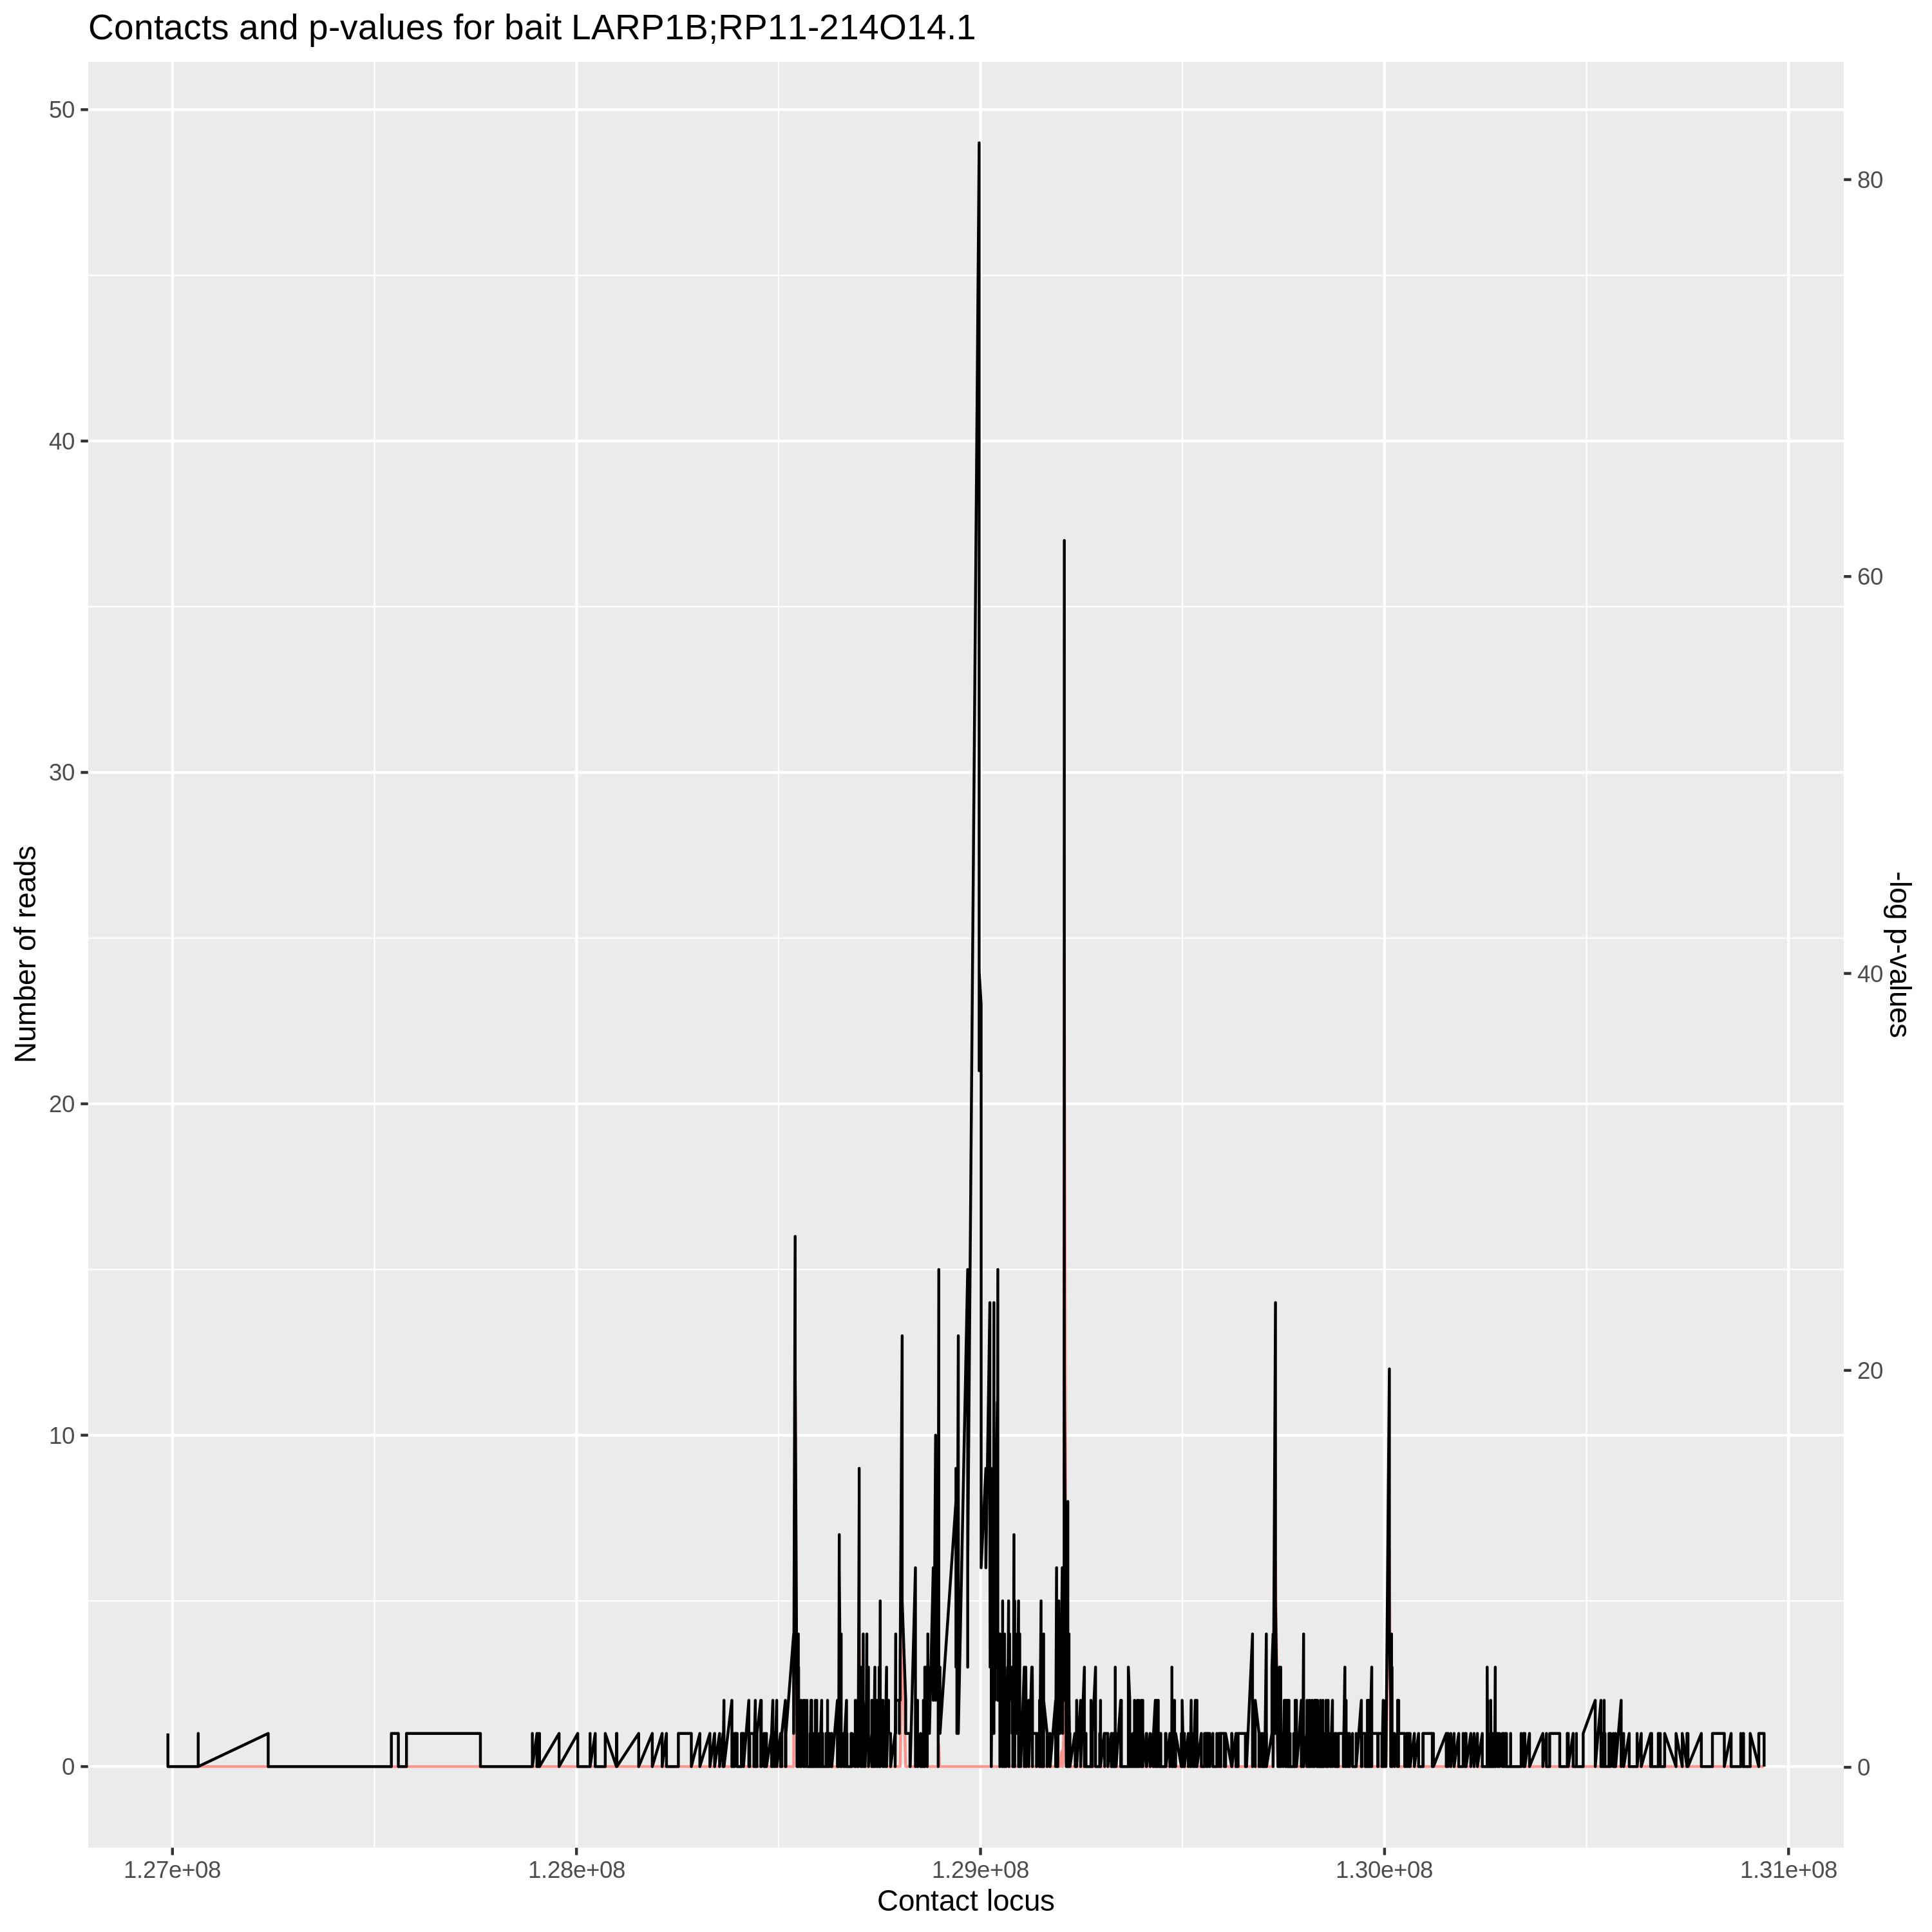 Contacts and p-values for bait LARP1B;RP11-214O14.1
50
40
30
20
10
0
Number of reads
80
60
40
20
0
-log p-values
1.27e+08
1.28e+08
1.29e+08
1.30e+08
1.31e+08
Contact locus